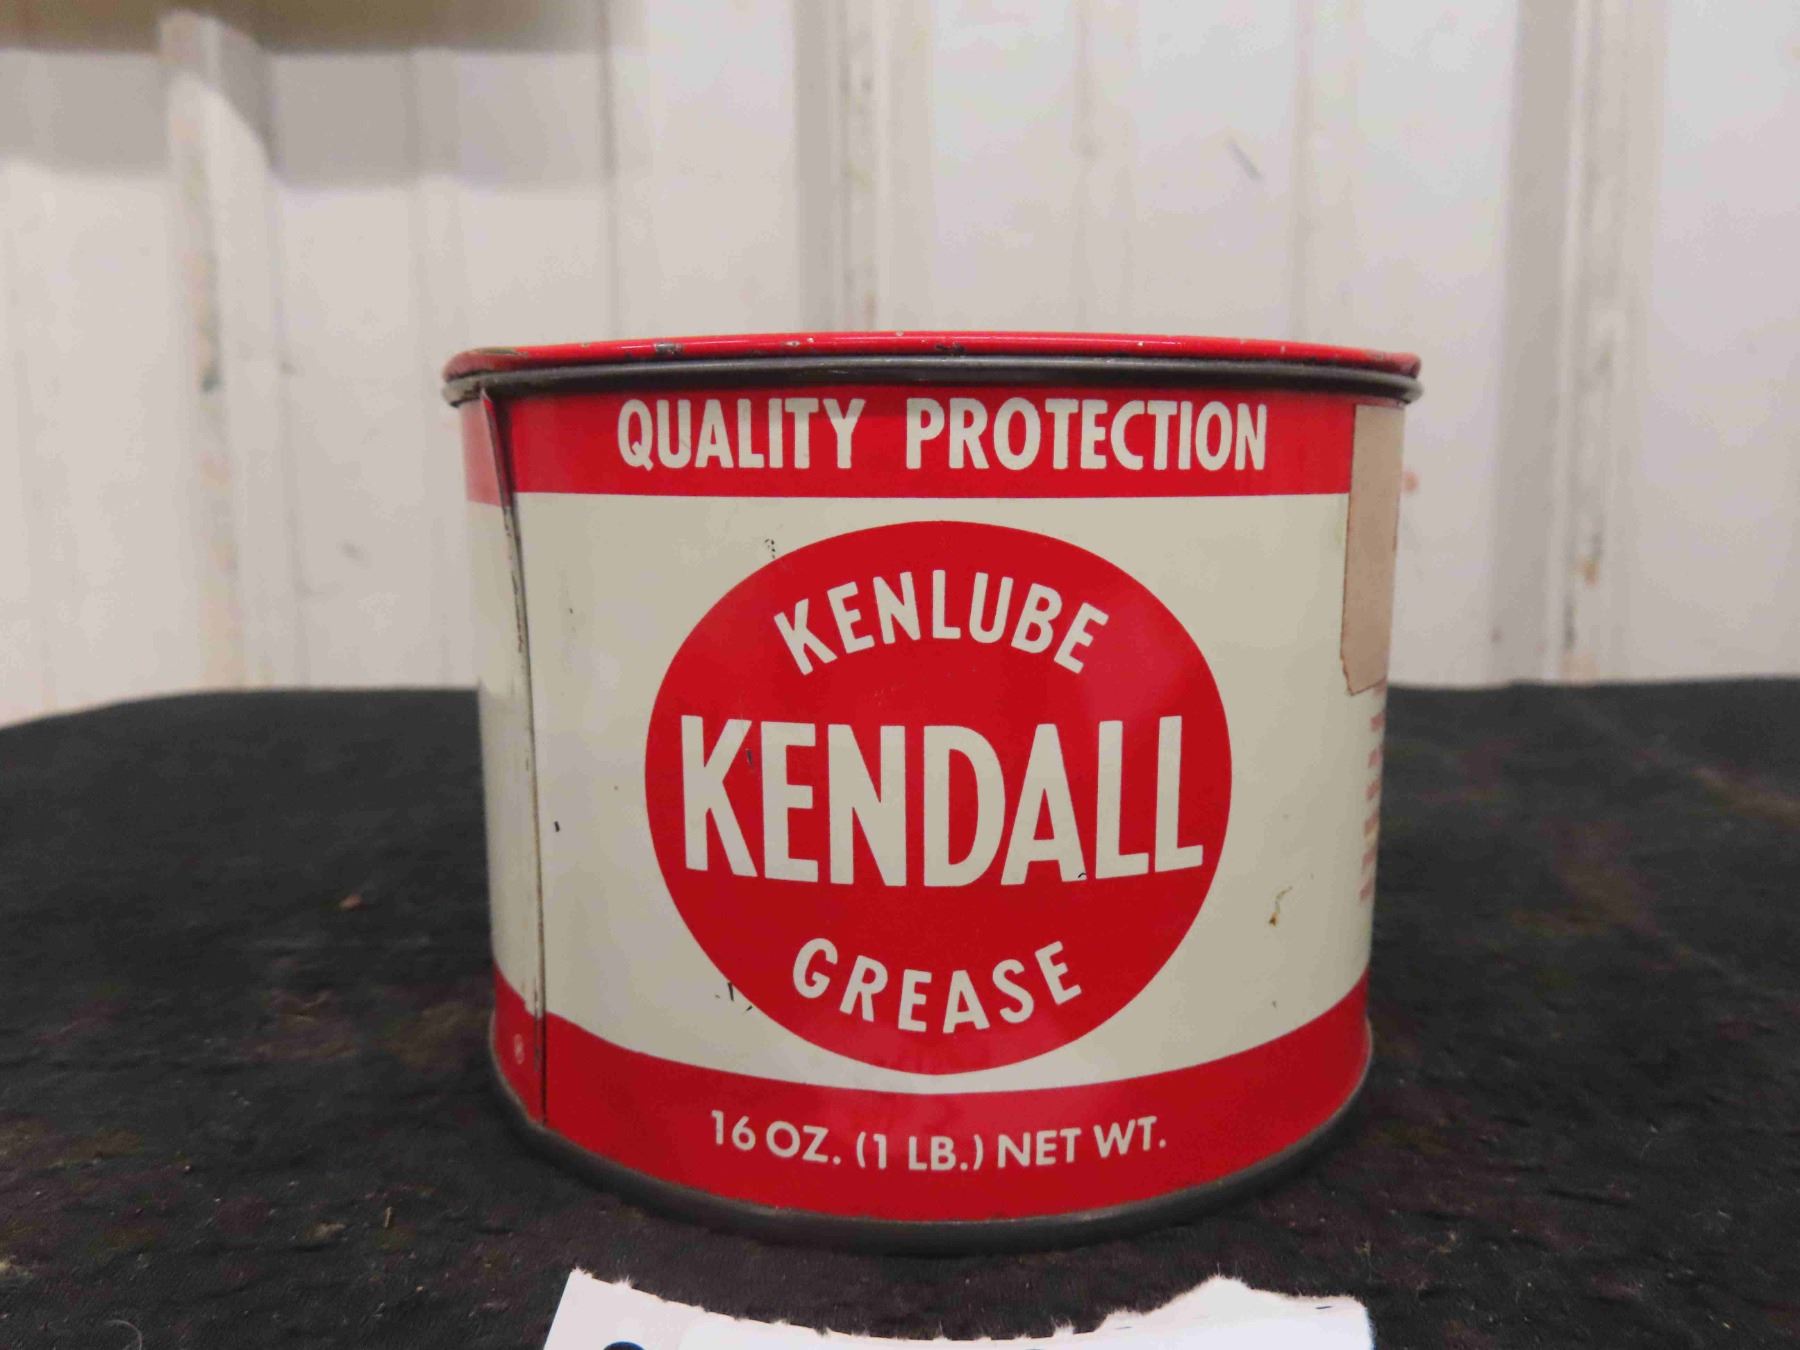 QUALITY PROTECTION
KENLUBE
KENDALL
GREASE
16 OZ. (1 LB.) NET WT.